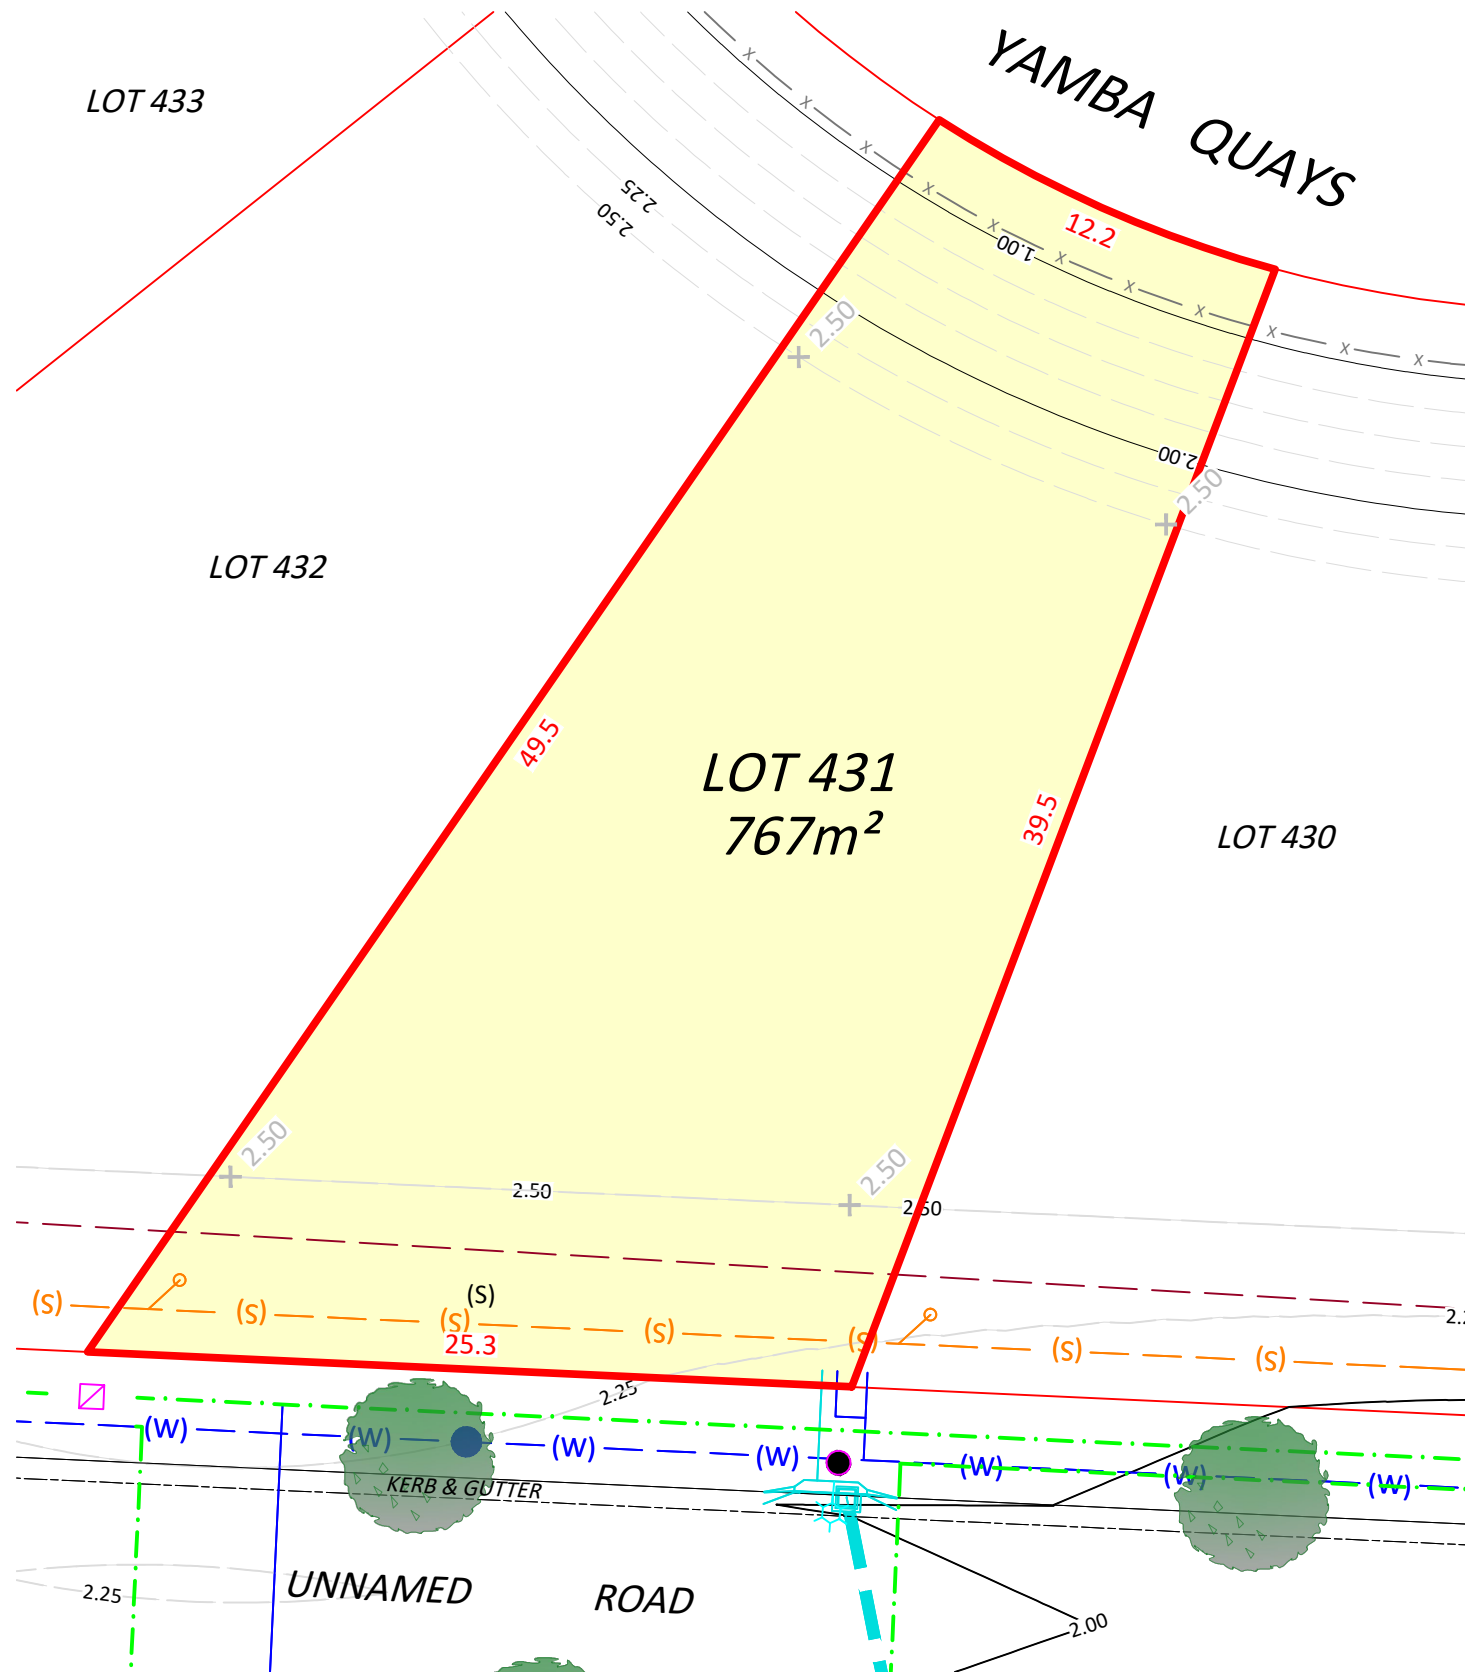 YAMBA QUAYS
LOT 433
2.25
2.50
x x x x x x x x x x x x
12.2
1.00
2.50
2.00
2.50
LOT 432
49.5
LOT 431
767m²
39.5
LOT 430
2.50
2.50
2.50
2.50
(S)
(S) (S) (S) (S) (S) (S) (S)
25.3
2.25
(W) (W) (W) (W) (W) (W) (W)
KERB & GUTTER
2.25
UNNAMED ROAD
2.00